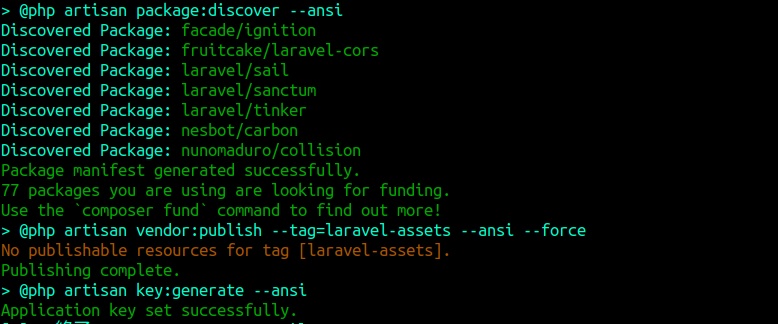 > @php artisan package:discover --ansi
Discovered Package: facade/ignition
Discovered Package: fruitcake/laravel-cors
Discovered Package: laravel/sail
Discovered Package: laravel/sanctum
Discovered Package: laravel/tinker
Discovered Package: nesbot/carbon
Discovered Package: nunomaduro/collision
Package manifest generated successfully.
77 packages you are using are looking for funding.
Use the `composer fund` command to find out more!
> @php artisan vendor:publish --tag=laravel-assets --ansi --force
No publishable resources for tag [laravel-assets].
Publishing complete.
> @php artisan key:generate --ansi
Application key set successfully.